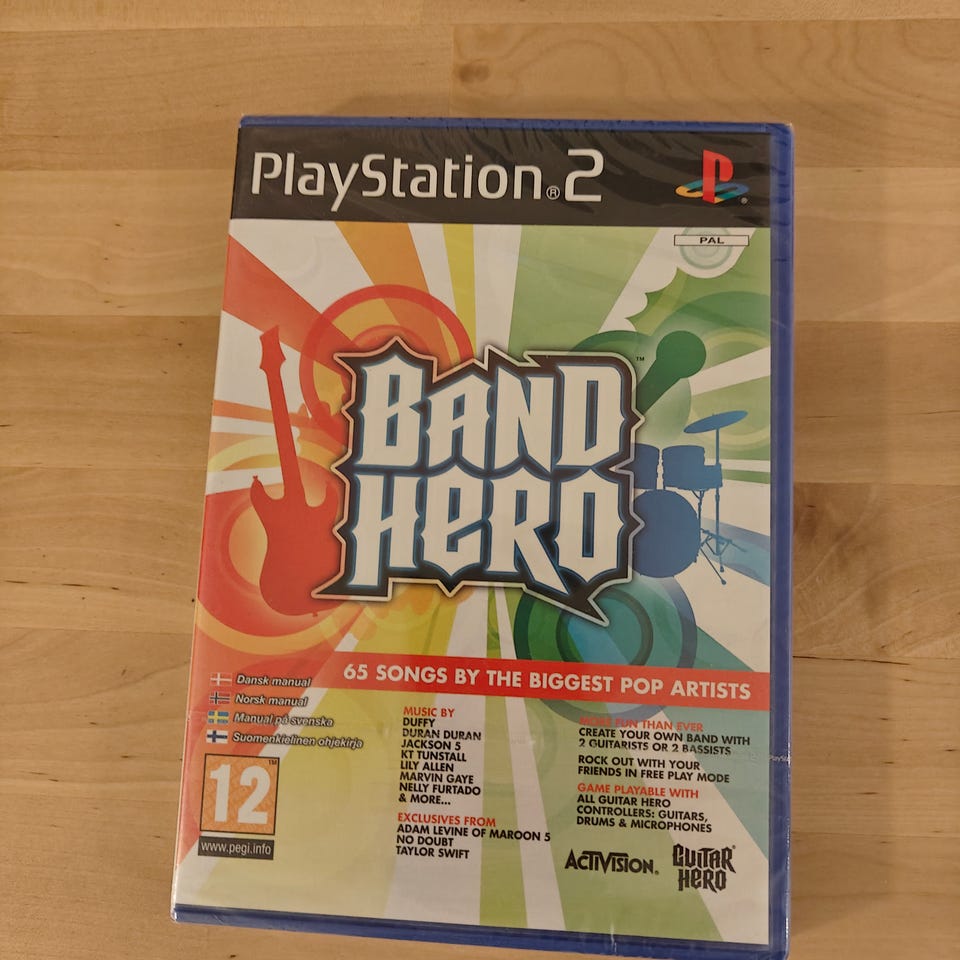 PlayStation®2
PAL
BAND
HERO
™
65 SONGS BY THE BIGGEST POP ARTISTS
Dansk manual
Norsk manual
Manual på svenska
Suomenkielinen ohjekirja
12
™
www.pegi.info
MUSIC BY
DUFFY
DURAN DURAN
JACKSON 5
KT TUNSTALL
LILY ALLEN
MARVIN GAYE
NELLY FURTADO
& MORE...
EXCLUSIVES FROM
ADAM LEVINE OF MAROON 5
NO DOUBT
TAYLOR SWIFT
MORE FUN THAN EVER
CREATE YOUR OWN BAND WITH
2 GUITARISTS OR 2 BASSISTS
ROCK OUT WITH YOUR
FRIENDS IN FREE PLAY MODE
GAME PLAYABLE WITH
ALL GUITAR HERO
CONTROLLERS: GUITARS,
DRUMS & MICROPHONES
ACTIVISION®
GUITAR®
HERO